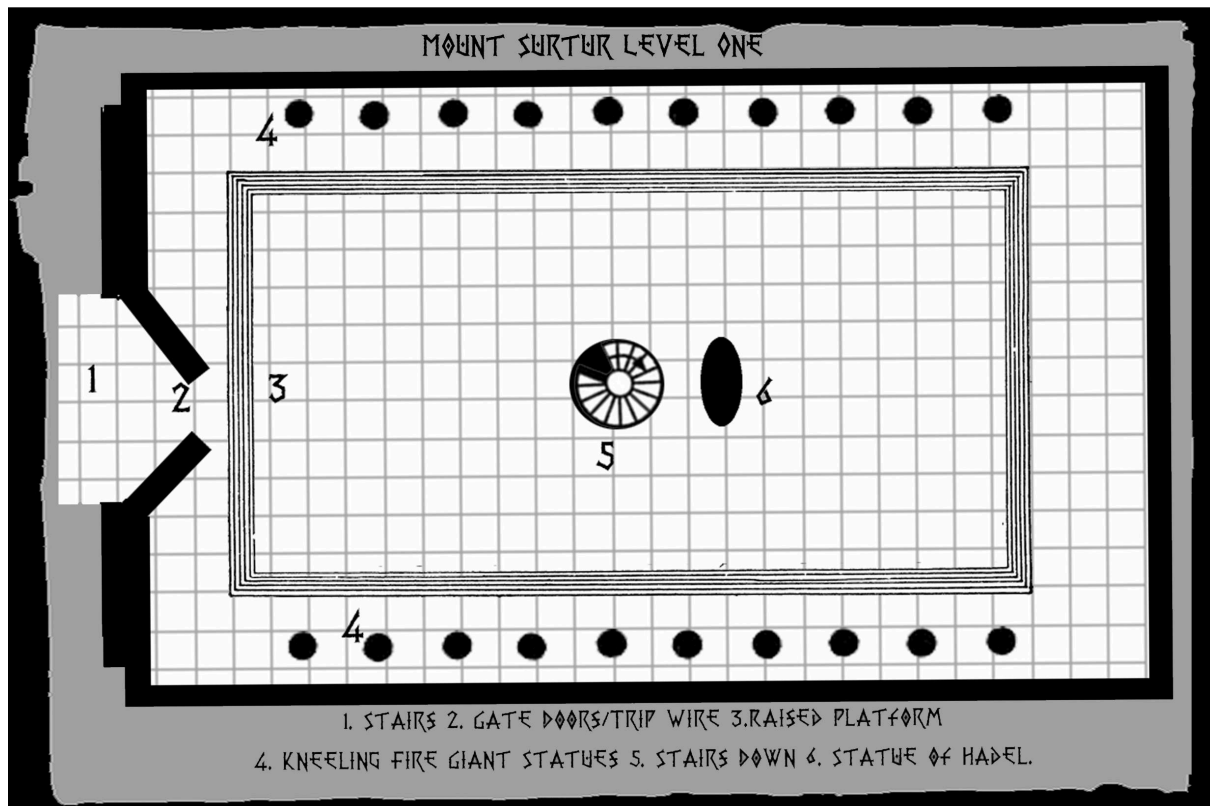 MOUNT SURTUR LEVEL ONE
4
1
2
3
6
5
4
1. STAIRS 2. GATE DOORS/TRIP WIRE 3.RAISED PLATFORM
4. KNEELING FIRE GIANT STATUES 5. STAIRS DOWN 6. STATUE OF HADEL.